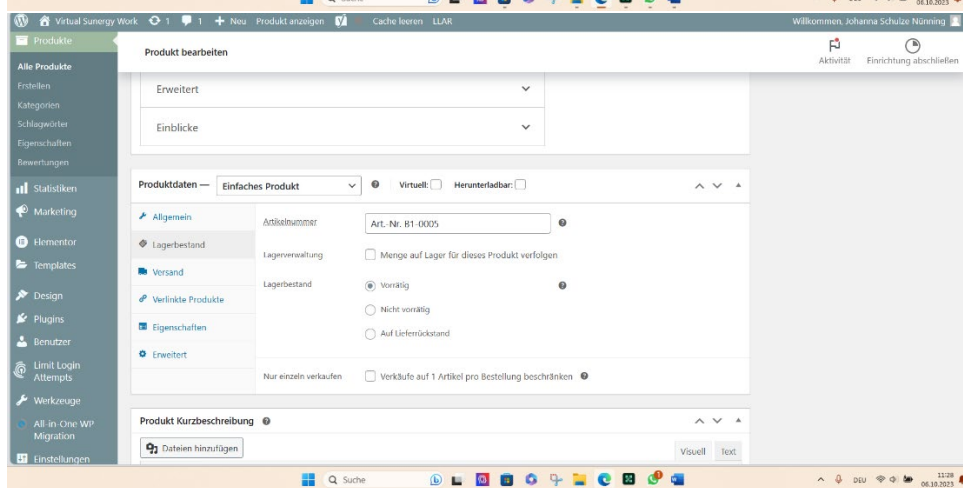 06.10.2023
Virtual Sunergy Work 1 1 + Neu Produkt anzeigen Cache leeren LLAR Willkommen, Johanna Schulze Nünning
Produkte
Alle Produkte
Erstellen
Kategorien
Schlagwörter
Eigenschaften
Bewertungen
Statistiken
Marketing
Elementor
Templates
Design
Plugins
Benutzer
Limit Login
Attempts
Werkzeuge
All-in-One WP
Migration
Einstellungen
Produkt bearbeiten
Aktivität Einrichtung abschließen
Erweitert
Einblicke
Produktdaten — Einfaches Produkt Virtuell: Herunterladbar:
Allgemein
Lagerbestand
Versand
Verlinkte Produkte
Eigenschaften
Erweitert
Artikelnummer Art.-Nr. B1-0005
Lagerverwaltung Menge auf Lager für dieses Produkt verfolgen
Lagerbestand Vorrätig
Nicht vorrätig
Auf Lieferrückstand
Nur einzeln verkaufen Verkäufe auf 1 Artikel pro Bestellung beschränken
Produkt Kurzbeschreibung
Dateien hinzufügen Visuell Text
Suche DEU 11:28
06.10.2023